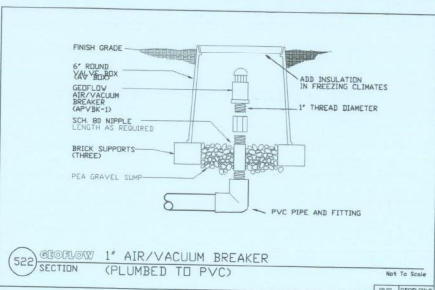 FINISH GRADE
6" ROUND
VALVE BOX
(AV BOX)
GEOFLOW
AIR/VACUUM
BREAKER
(APVBK-1)
SCH. 80 NIPPLE
LENGTH AS REQUIRED
BRICK SUPPORTS
(THREE)
PEA GRAVEL SUMP
ADD INSULATION
IN FREEZING CLIMATES
1" THREAD DIAMETER
PVC PIPE AND FITTING
522 GEOFLOW 1" AIR/VACUUM BREAKER
SECTION (PLUMBED TO PVC)
Not To Scale